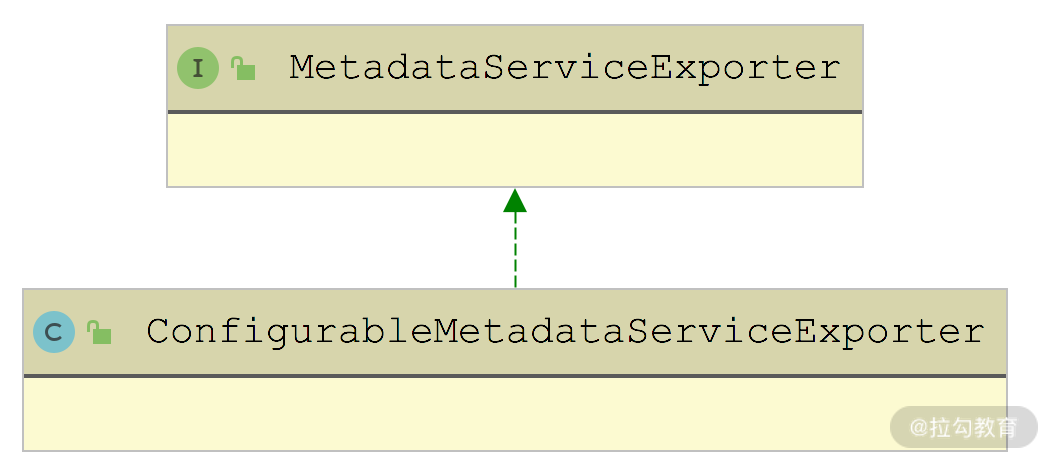 I MetadataServiceExporter
C ConfigurableMetadataServiceExporter
@拉勾教育